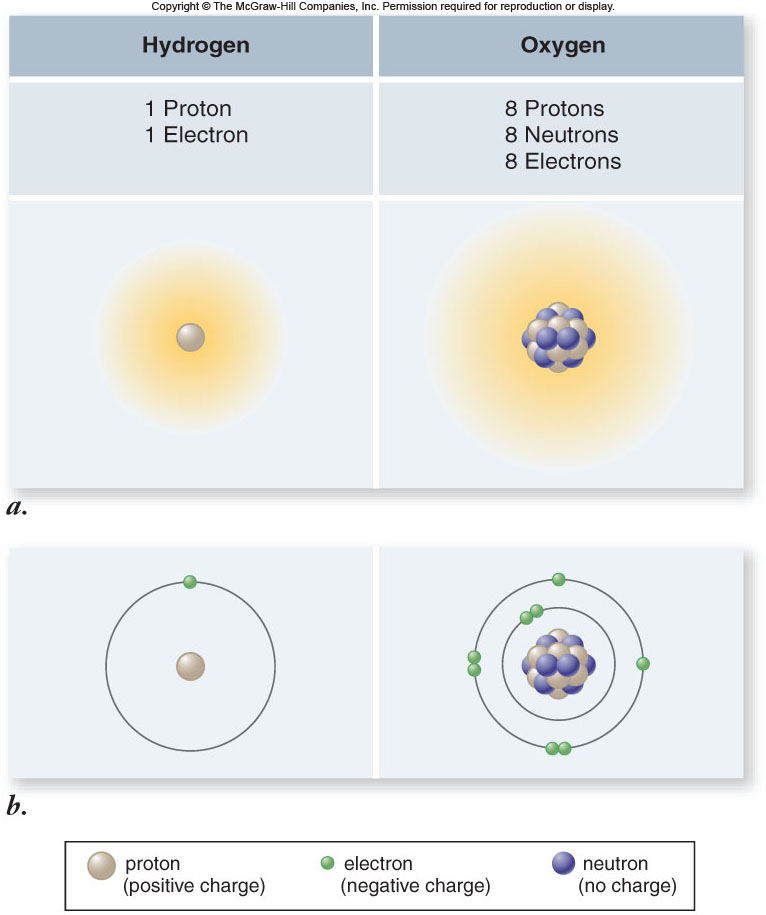 Copyright © The McGraw-Hill Companies, Inc. Permission required for reproduction or display.
Hydrogen
Oxygen
1 Proton
1 Electron
8 Protons
8 Neutrons
8 Electrons
a.
b.
proton
(positive charge)
electron
(negative charge)
neutron
(no charge)